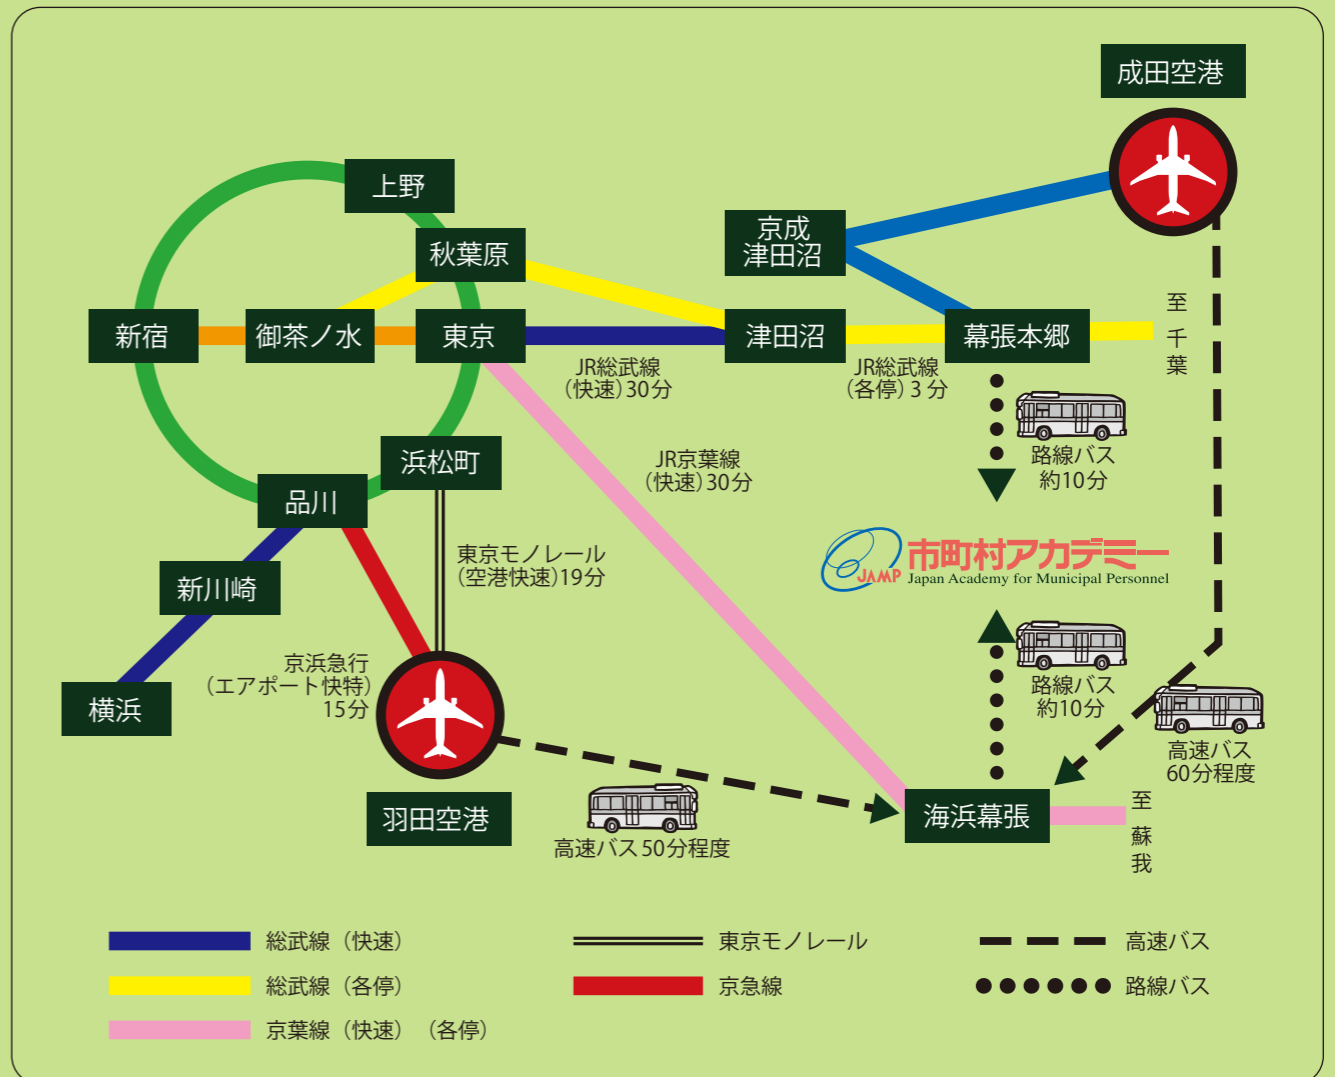 成田空港
上野
京成
津田沼
秋葉原
新宿
御茶ノ水
東京
津田沼
幕張本郷
至
千
葉
JR総武線
(快速)30分
JR総武線
(各停)3分
路線バス
約10分
浜松町
JR京葉線
(快速)30分
品川
東京モノレール
(空港快速)19分
市町村アカデミー
JAMP
Japan Academy for Municipal Personnel
新川崎
京浜急行
(エアポート快特)
15分
横浜
路線バス
約10分
高速バス
60分程度
羽田空港
高速バス50分程度
海浜幕張
至
蘇
我
総武線(快速)
東京モノレール
高速バス
総武線(各停)
京急線
路線バス
京葉線(快速)(各停)